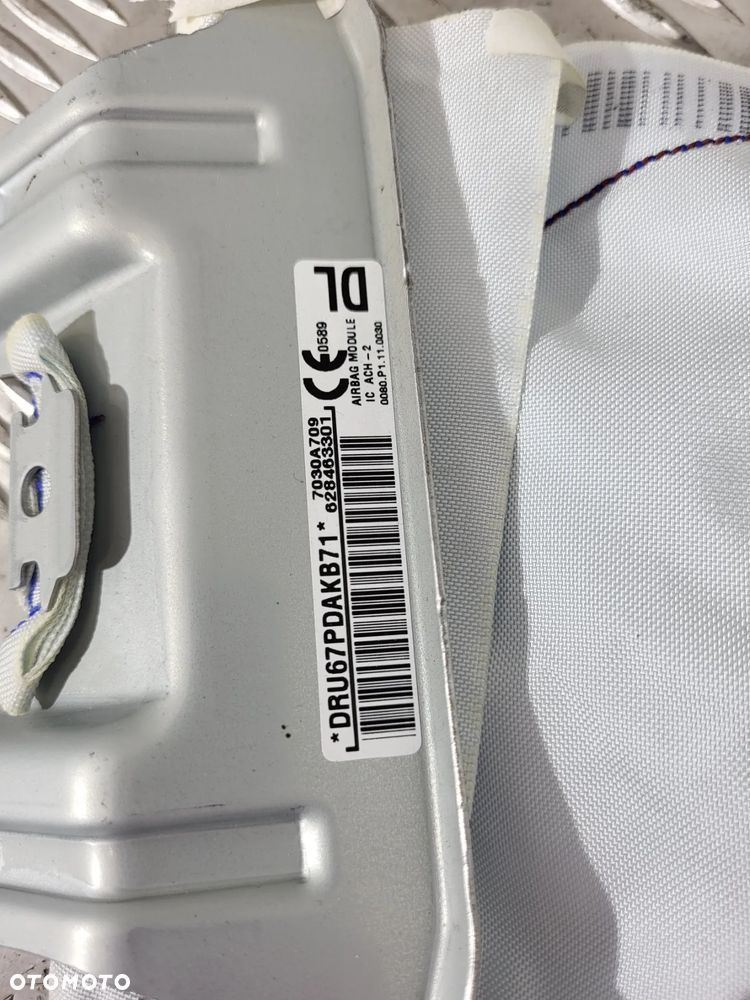 DL
CE 0589
AIRBAG MODULE
IC ACH-2
0080.P1.11.0030
7030A709
628463301
*DRU67PDAKB71*
OTOMOTO